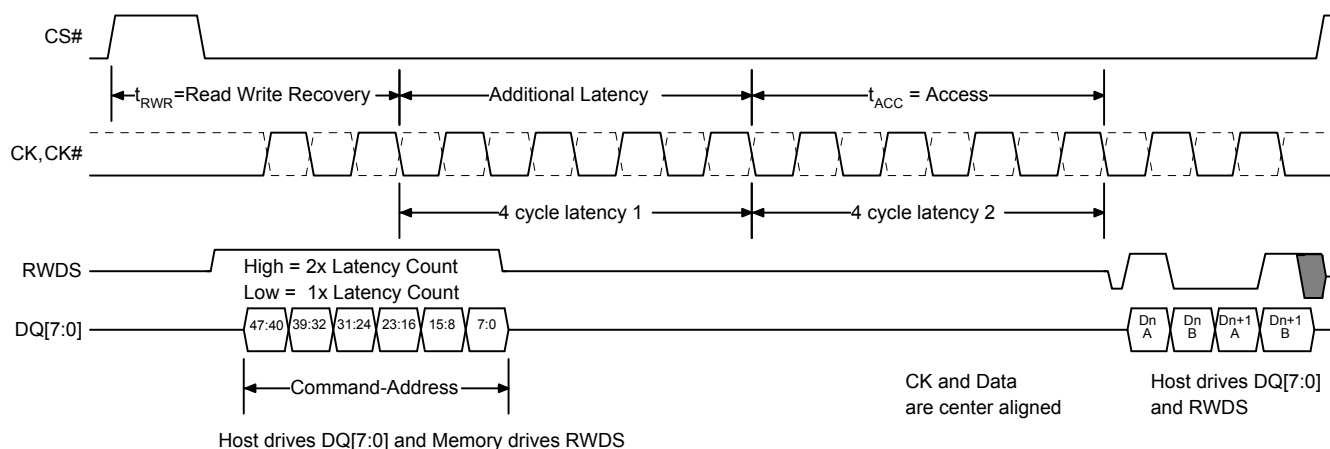 CS#
t_RWR =Read Write Recovery
Additional Latency
t_ACC = Access
CK,CK#
4 cycle latency 1
4 cycle latency 2
RWDS
High = 2x Latency Count
Low = 1x Latency Count
DQ[7:0]
47:40 39:32 31:24 23:16 15:8 7:0
Dn A
Dn B
Dn+1 A
Dn+1 B
Command-Address
CK and Data
are center aligned
Host drives DQ[7:0]
and RWDS
Host drives DQ[7:0] and Memory drives RWDS